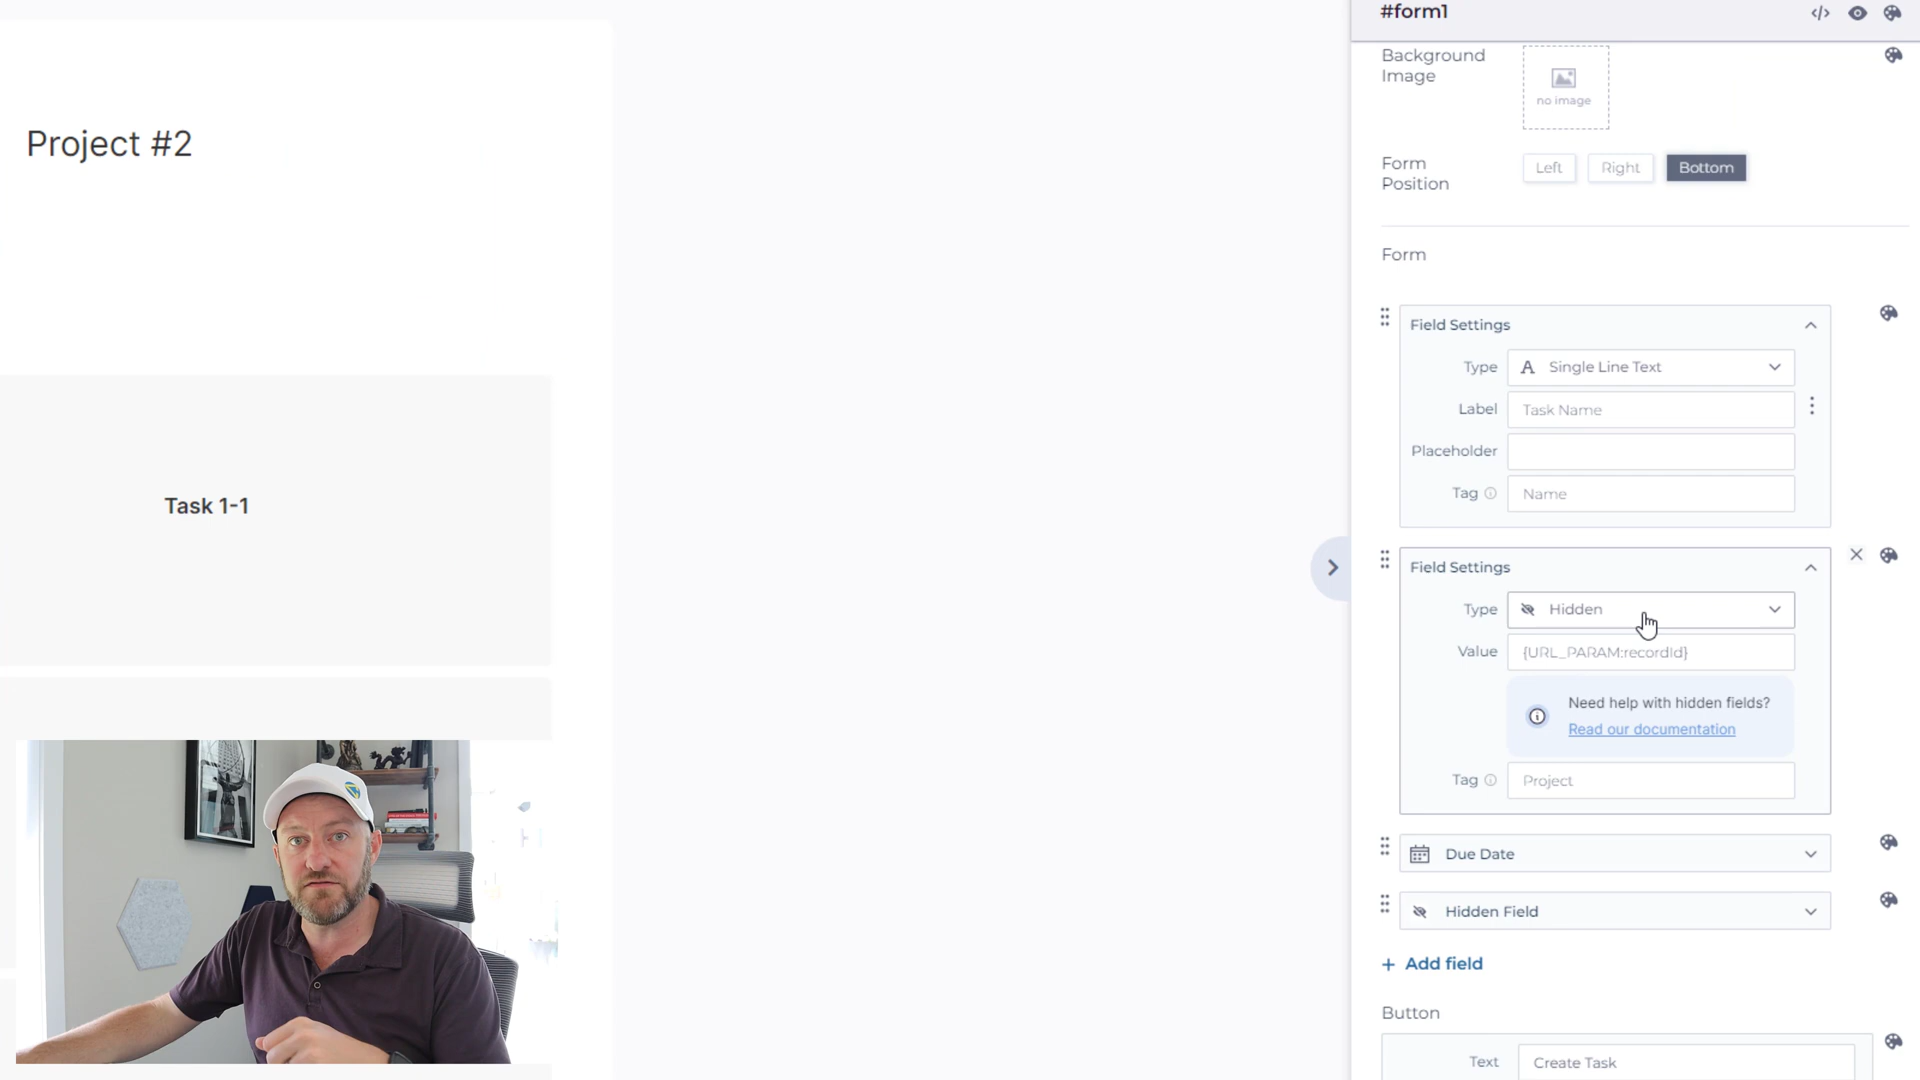 Project #2
Task 1-1
#form1
Background
Image
no image
Form
Position
Left
Right
Bottom
Form
Field Settings
Type
A
Single Line Text
Label
Task Name
Placeholder
Tag
Name
Field Settings
Type
Hidden
Value
{URL_PARAM:recordId}
Need help with hidden fields?
Read our documentation
Tag
Project
Due Date
Hidden Field
+ Add field
Button
Text
Create Task